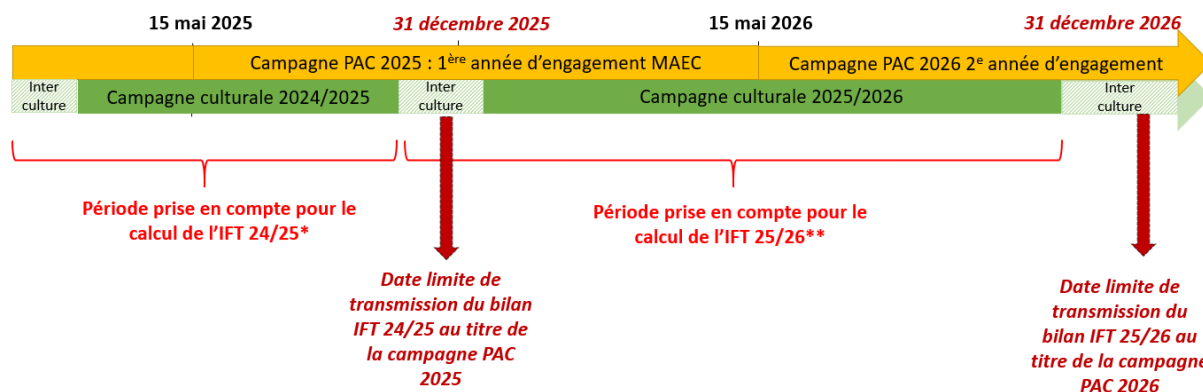 15 mai 2025
31 décembre 2025
15 mai 2026
31 décembre 2026
Campagne PAC 2025 : 1ère année d’engagement MAEC
Campagne PAC 2026 2e année d’engagement
Inter
culture
Campagne culturale 2024/2025
Inter
culture
Campagne culturale 2025/2026
Inter
culture
Période prise en compte pour le
calcul de l’IFT 24/25*
Période prise en compte pour le
calcul de l’IFT 25/26**
Date limite de
transmission du bilan
IFT 24/25 au titre de
la campagne PAC
2025
Date limite de
transmission du
bilan IFT 25/26 au
titre de la campagne
PAC 2026